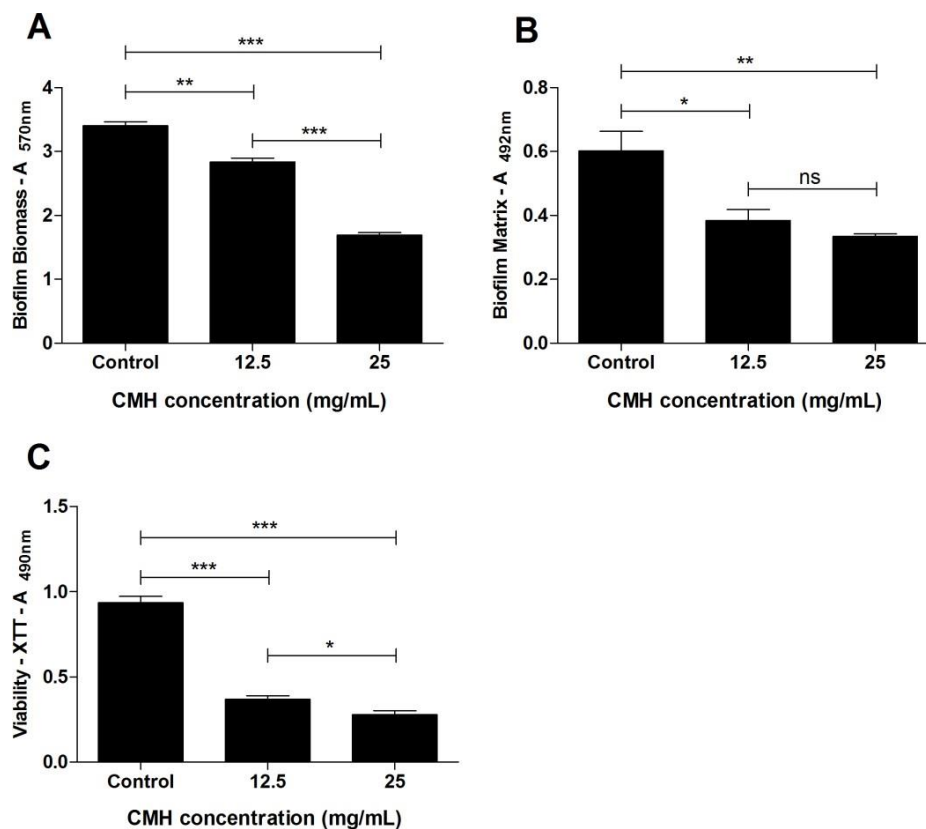 A
***
**
***
Biofilm Biomass - A 570nm
4
3
2
1
0
Control 12.5 25
CMH concentration (mg/mL)
B
**
*
ns
Biofilm Matrix - A 492nm
0.8
0.6
0.4
0.2
0.0
Control 12.5 25
CMH concentration (mg/mL)
C
***
***
*
Viability - XTT - A 490nm
1.5
1.0
0.5
0.0
Control 12.5 25
CMH concentration (mg/mL)